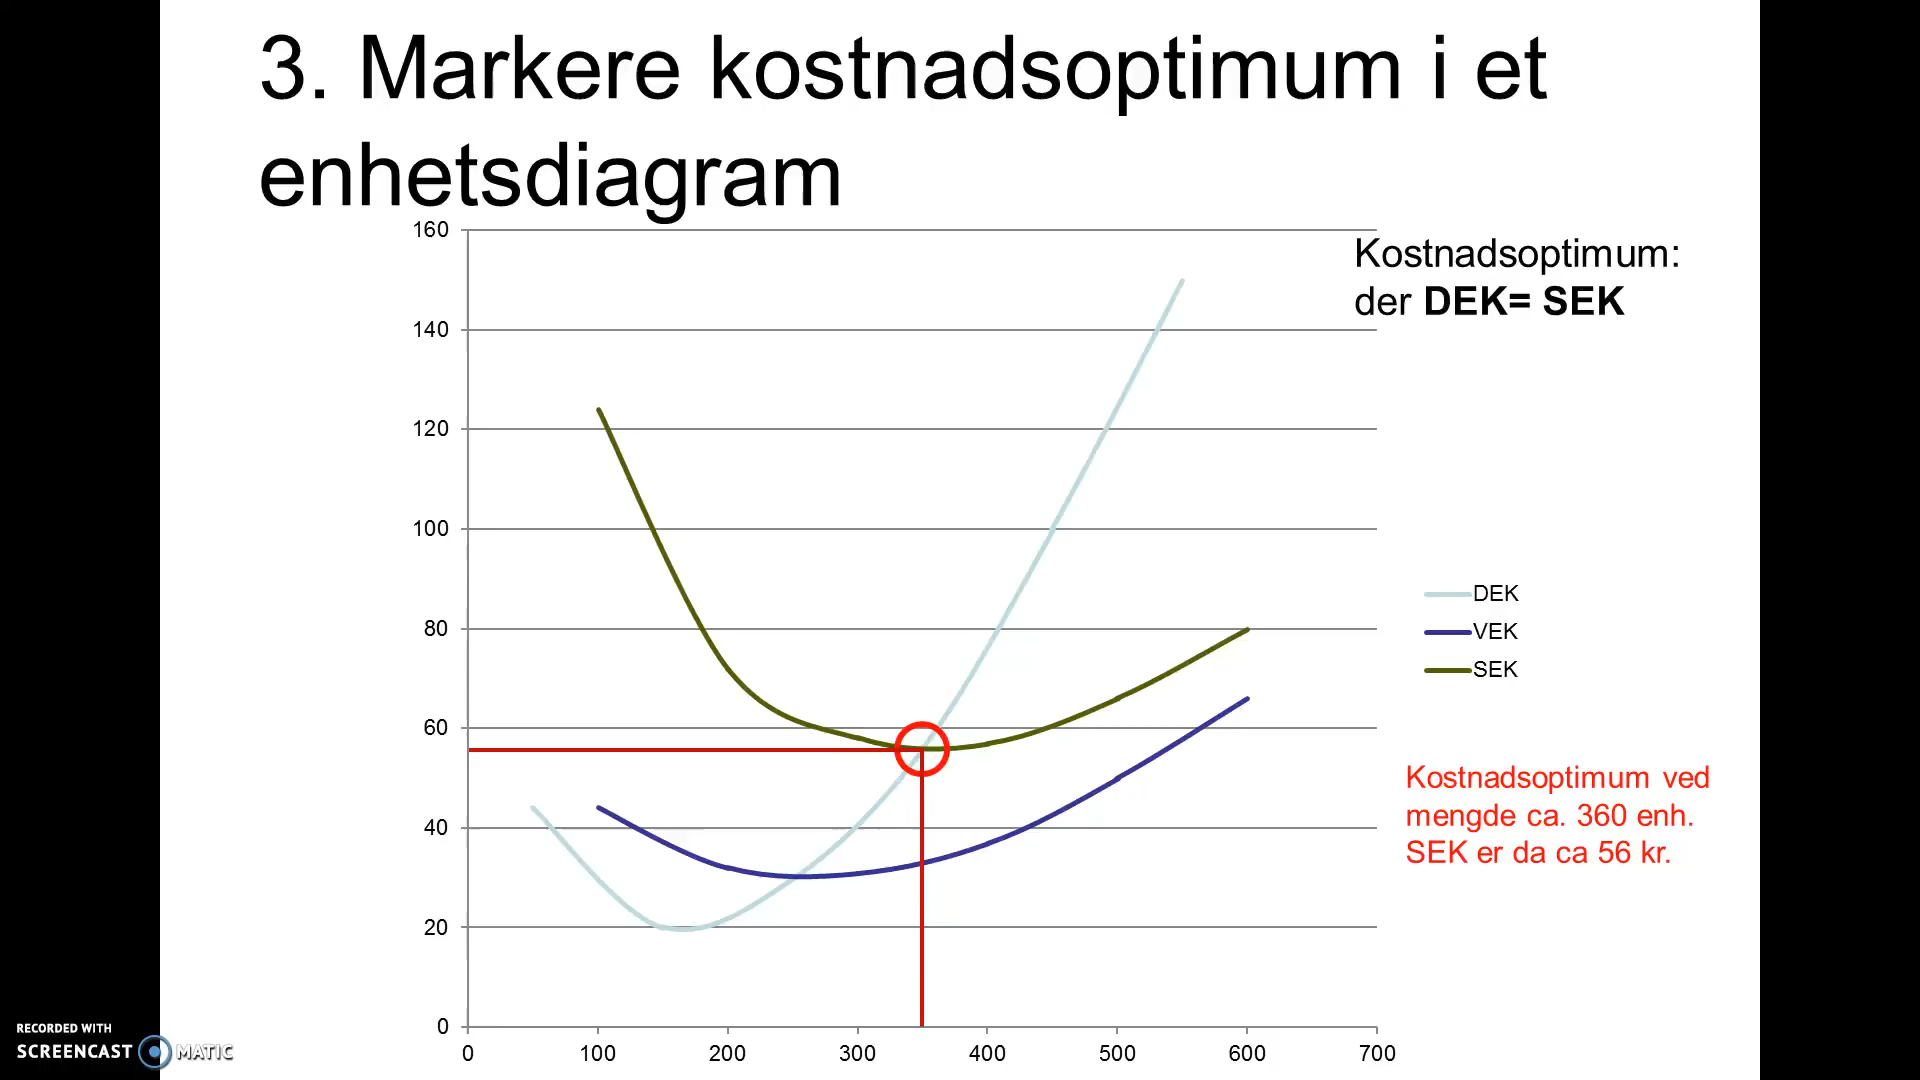 3. Markere kostnadsoptimum i et
enhetsdiagram
Kostnadsoptimum:
der DEK= SEK
160
140
120
100
80
60
40
20
0
0 100 200 300 400 500 600 700
DEK
VEK
SEK
Kostnadsoptimum ved
mengde ca. 360 enh.
SEK er da ca 56 kr.
RECORDED WITH
SCREENCAST MATIC